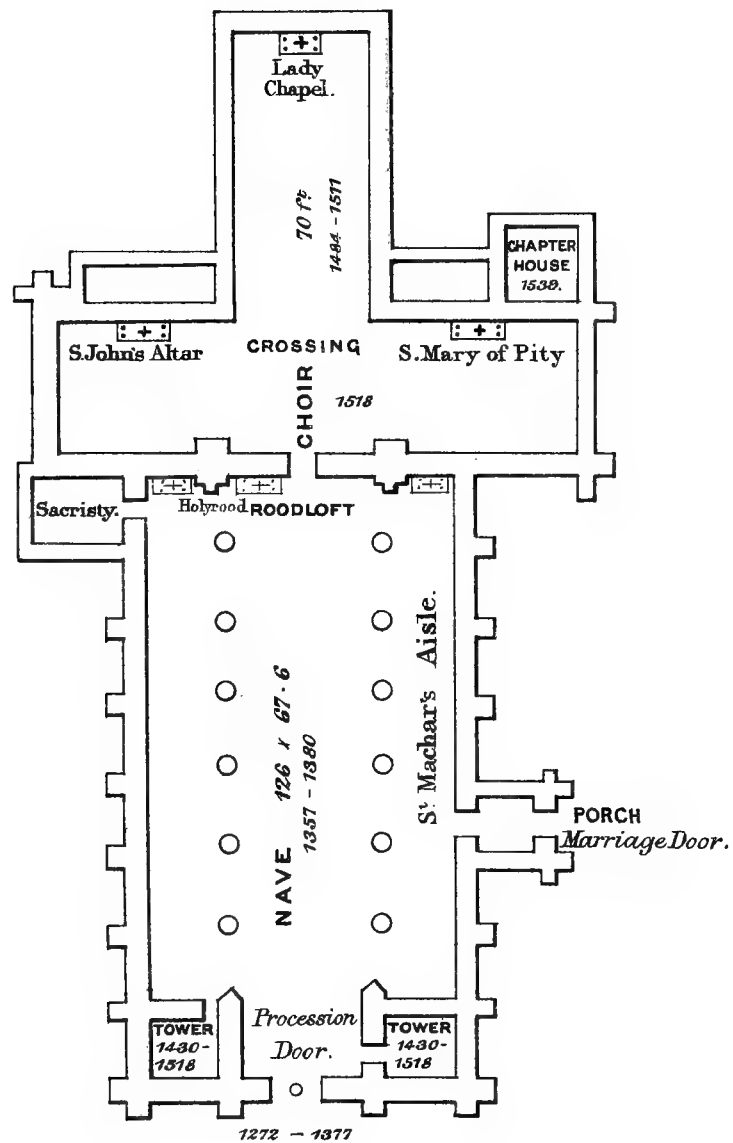 Lady
Chapel.
70 ft.
1484 - 1511
CHAPTER
HOUSE
1539.
S. John's Altar
CROSSING
S. Mary of Pity
CHOIR
1518
Sacristy.
Holyrood
ROODLOFT
St Machar's Aisle.
NAVE 126 x 67·6
1357 - 1380
PORCH
Marriage Door.
Procession
Door.
TOWER
1430-
1518
TOWER
1430-
1518
1272 - 1377